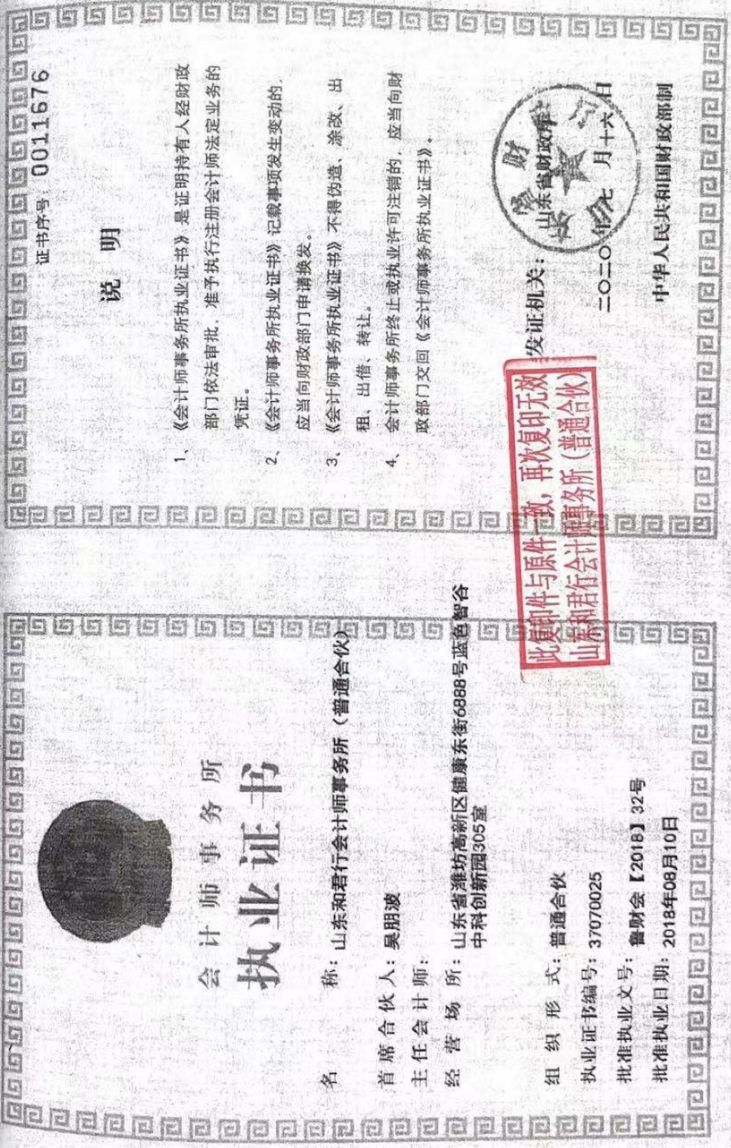 会计师事务所
执业证书
名称：山东和君行会计师事务所（普通合伙）
首席合伙人：吴朋波
主任会计师：
经营场所：山东省潍坊高新区健康东街6888号蓝色智谷
中科创新园305室
组织形式：普通合伙
执业证书编号：37070025
批准执业文号：鲁财会【2018】32号
批准执业日期：2018年08月10日
此复印件与原件一致，再次复印无效
山东和君行会计师事务所（普通合伙）
证书序号：0011676
说明
1、《会计师事务所执业证书》是证明持有人经财政
部门依法审批，准予执行注册会计师法定业务的
凭证。
2、《会计师事务所执业证书》记载事项发生变动的，
应当向财政部门申请换发。
3、《会计师事务所执业证书》不得伪造、涂改、出
租、出借、转让。
4、会计师事务所终止或执业许可注销的，应当向财
政部门交回《会计师事务所执业证书》。
发证机关：山东省财政厅
二〇二〇年七月十六日
中华人民共和国财政部制